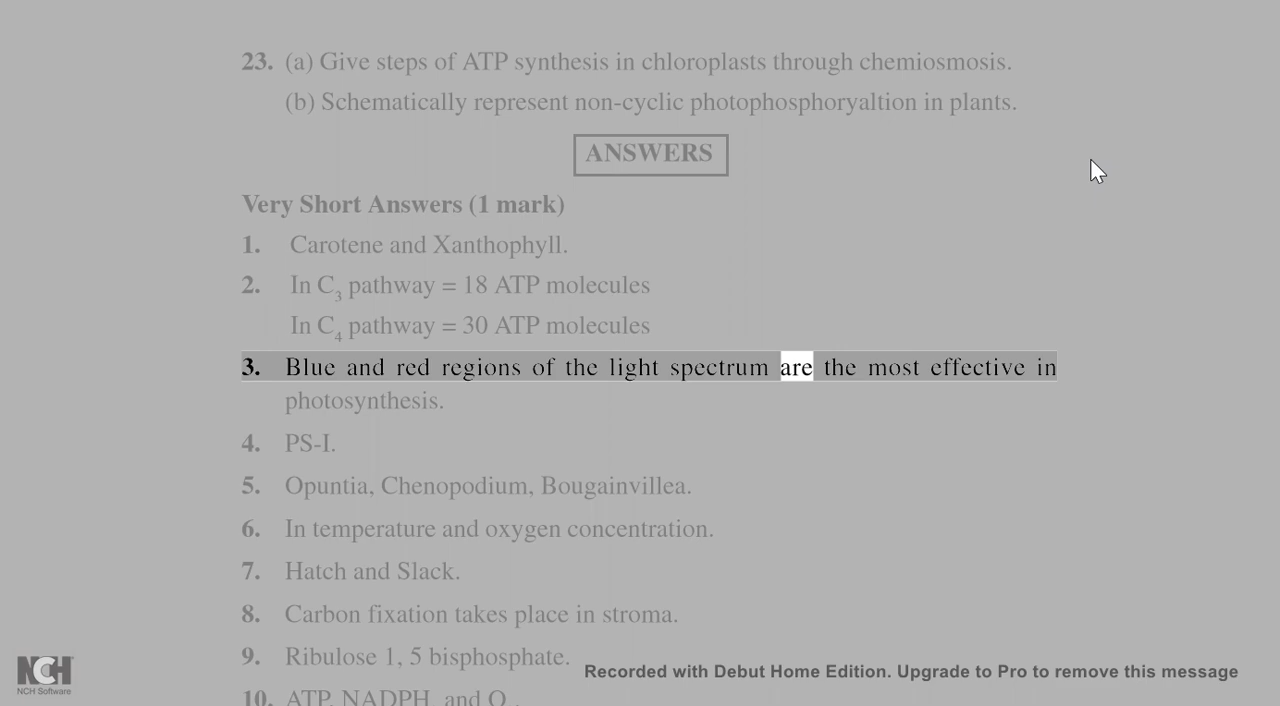 23. (a) Give steps of ATP synthesis in chloroplasts through chemiosmosis.
(b) Schematically represent non-cyclic photophosphoryaltion in plants.
ANSWERS
Very Short Answers (1 mark)
1. Carotene and Xanthophyll.
2. In C3 pathway = 18 ATP molecules
In C4 pathway = 30 ATP molecules
3. Blue and red regions of the light spectrum are the most effective in
photosynthesis.
4. PS-I.
5. Opuntia, Chenopodium, Bougainvillea.
6. In temperature and oxygen concentration.
7. Hatch and Slack.
8. Carbon fixation takes place in stroma.
9. Ribulose 1, 5 bisphosphate.
10. ATP, NADPH, and O
NCH
NCH Software
Recorded with Debut Home Edition. Upgrade to Pro to remove this message